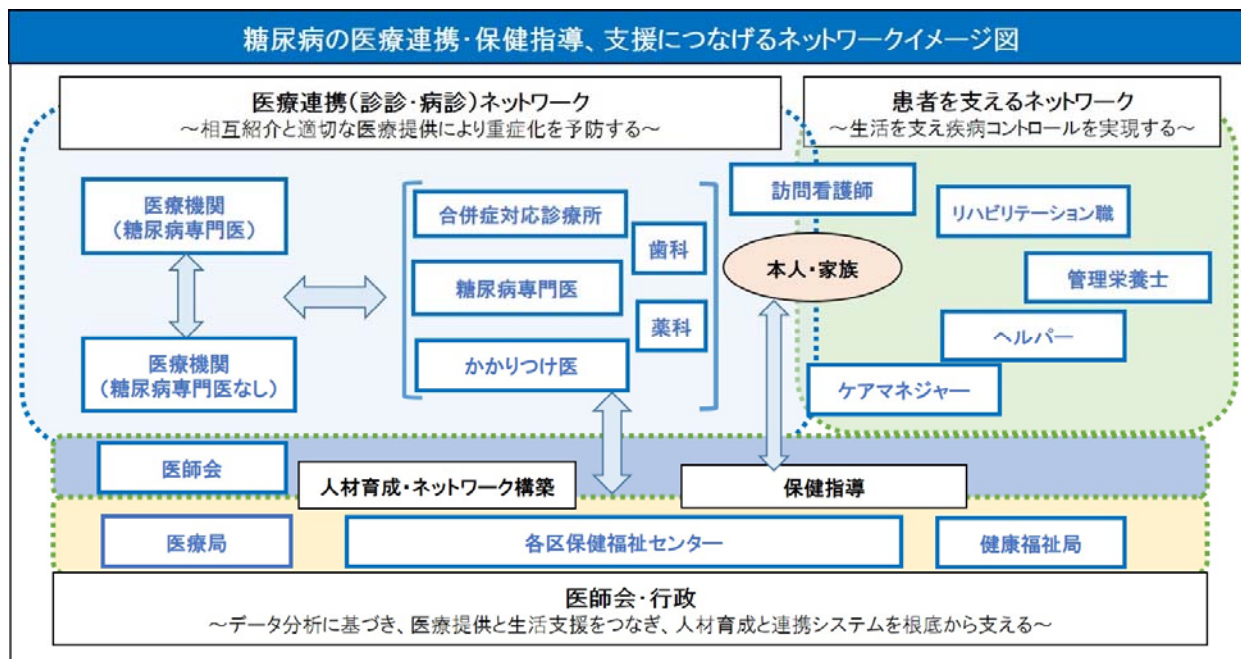 糖尿病の医療連携・保健指導、支援につなげるネットワークイメージ図
医療連携(診診・病診)ネットワーク
～相互紹介と適切な医療提供により重症化を予防する～
患者を支えるネットワーク
～生活を支え疾病コントロールを実現する～
医療機関
(糖尿病専門医)
医療機関
(糖尿病専門医なし)
合併症対応診療所
歯科
糖尿病専門医
薬科
かかりつけ医
訪問看護師
本人・家族
リハビリテーション職
管理栄養士
ヘルパー
ケアマネジャー
医師会
人材育成・ネットワーク構築
保健指導
医療局
各区保健福祉センター
健康福祉局
医師会・行政
～データ分析に基づき、医療提供と生活支援をつなぎ、人材育成と連携システムを根底から支える～